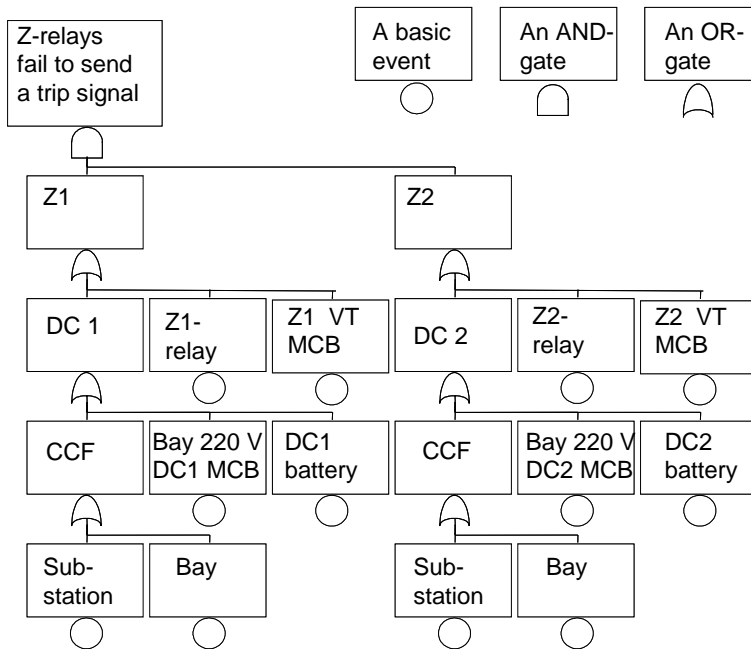 Z-relays
fail to send
a trip signal
A basic
event
An AND-
gate
An OR-
gate
Z1
Z2
DC 1
Z1-
relay
Z1 VT
MCB
DC 2
Z2-
relay
Z2 VT
MCB
CCF
Bay 220 V
DC1 MCB
DC1
battery
CCF
Bay 220 V
DC2 MCB
DC2
battery
Sub-
station
Bay
Sub-
station
Bay